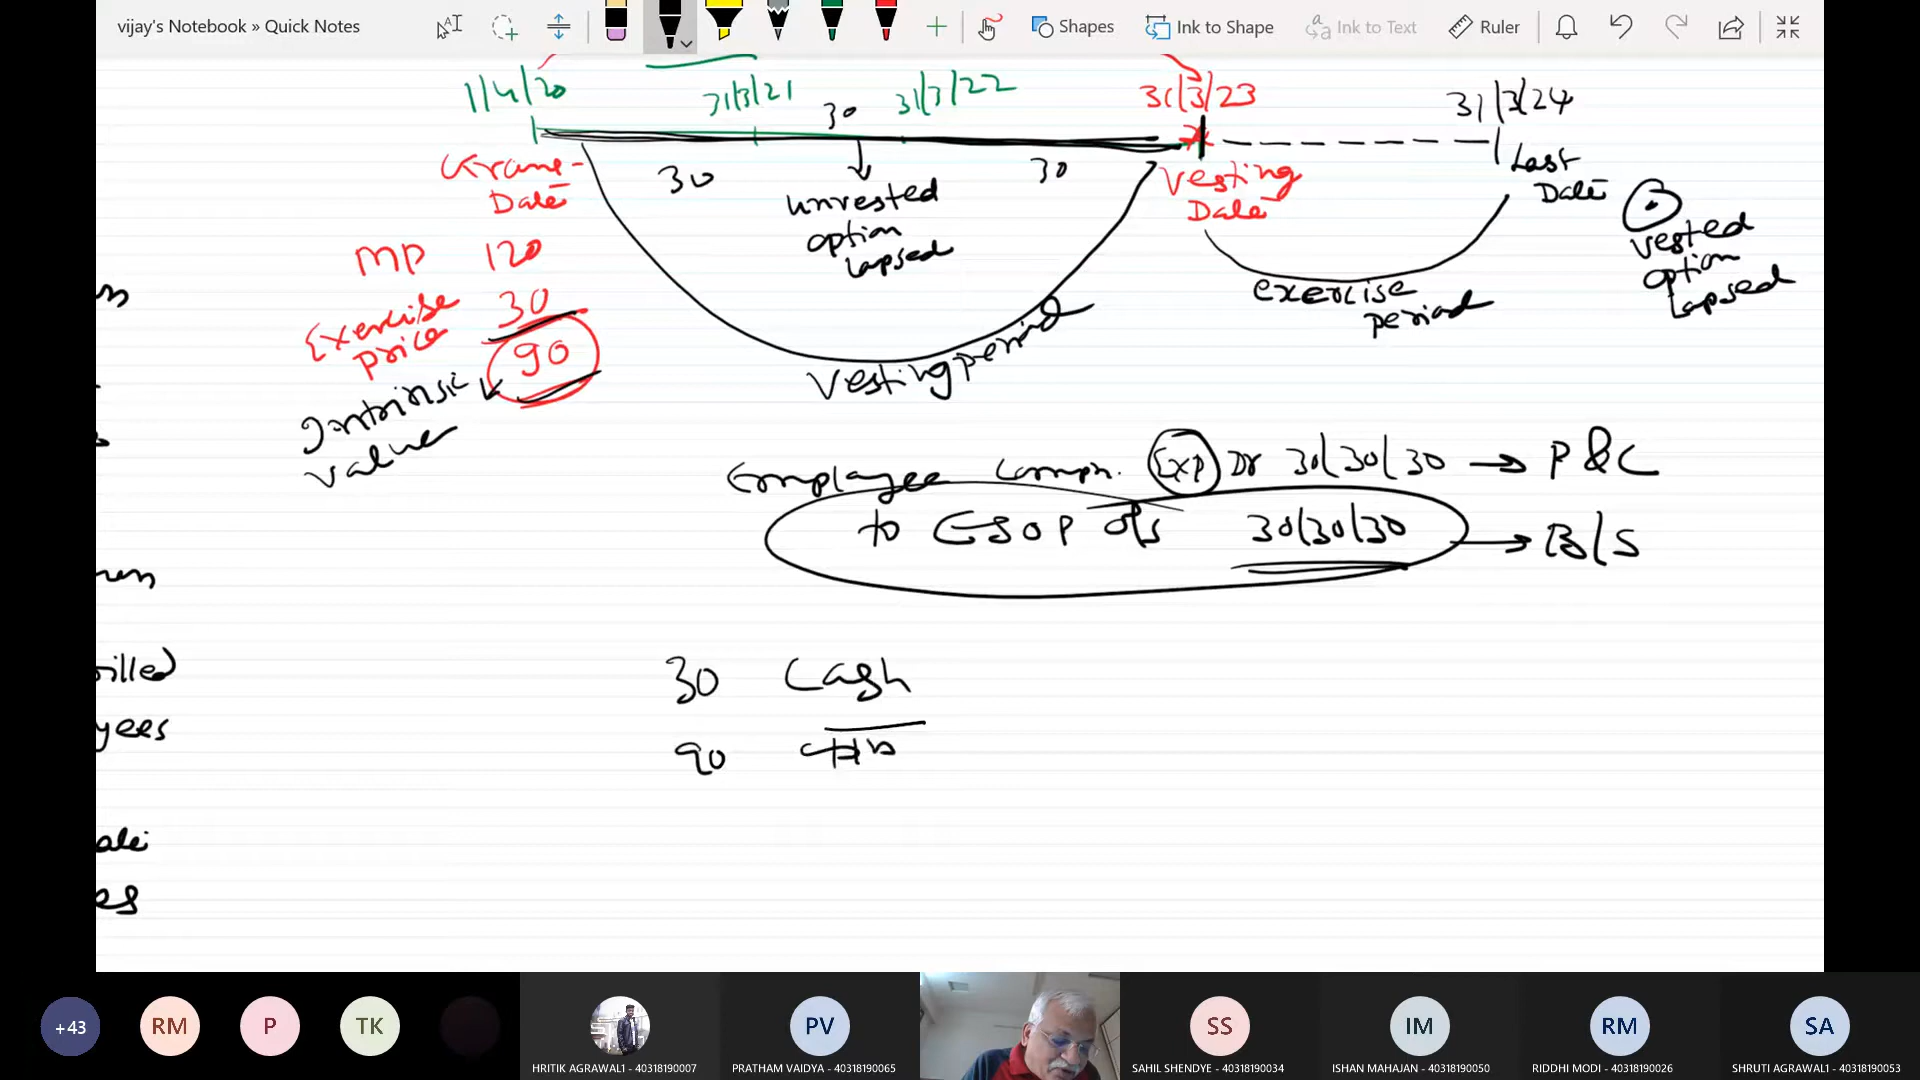 vijay's Notebook » Quick Notes
Shapes
Ink to Shape
Ink to Text
Ruler
1/4/20
31/3/21
30
31/3/22
31/3/23
31/3/24
30
30
Date
unvested
option
lapsed
Vesting
Date
Last
Date
vested
option
lapsed
MP 120
Exercise
price
30
90
Intrinsic
value
Vesting period
exercise
period
Employee Compn. Exp Dr 30/30/30 → P & L
to ESOP o/s 30/30/30 → B/S
30 Cash
90
yees
es
+43
RM
P
TK
HRITIK AGRAWAL1 - 40318190007
PV
PRATHAM VAIDYA - 40318190065
SS
SAHIL SHENDYE - 40318190034
IM
ISHAN MAHAJAN - 40318190050
RM
RIDDHI MODI - 40318190026
SA
SHRUTI AGRAWAL1 - 40318190053